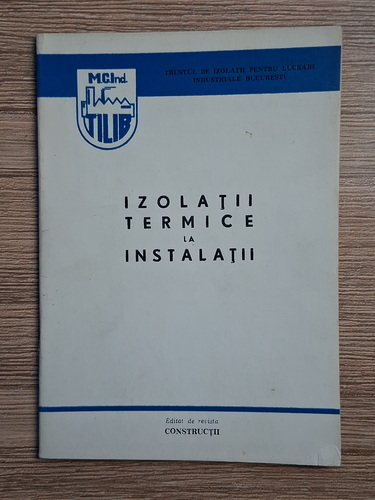 M.C.Ind.
TILIB
TRUSTUL DE IZOLAȚII PENTRU LUCRĂRI
INDUSTRIALE BUCUREȘTI
IZOLAȚII
TERMICE
LA
INSTALAȚII
Editat de revista
CONSTRUCȚII